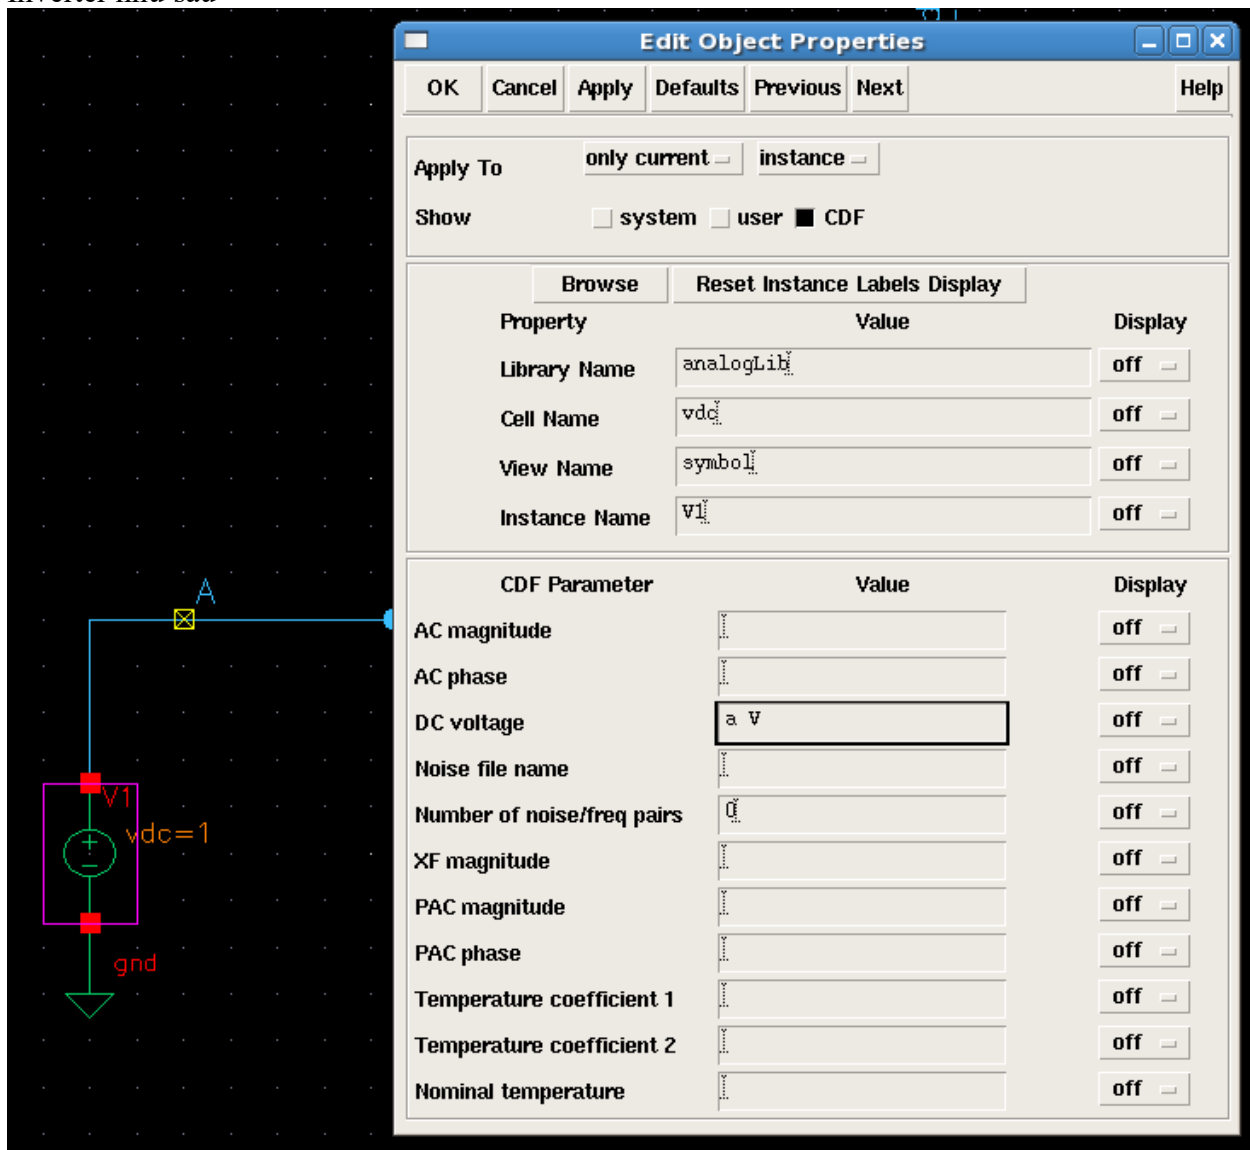 Inverter như sau
Edit Object Properties
OK Cancel Apply Defaults Previous Next Help
Apply To only current instance
Show system user CDF
Browse Reset Instance Labels Display
Property Value Display
Library Name analogLib off
Cell Name vdc off
View Name symbol off
Instance Name V1 off
CDF Parameter Value Display
AC magnitude off
AC phase off
DC voltage a V off
Noise file name off
Number of noise/freq pairs 0 off
XF magnitude off
PAC magnitude off
PAC phase off
Temperature coefficient 1 off
Temperature coefficient 2 off
Nominal temperature off
A
V1
vdc=1
gnd